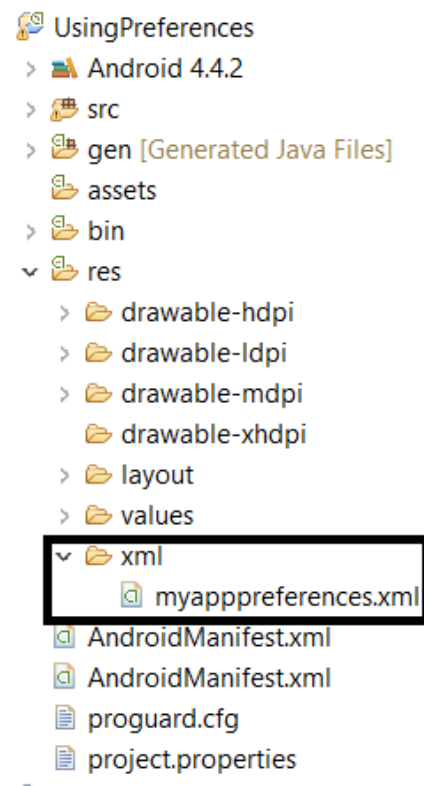 UsingPreferences
Android 4.4.2
src
gen [Generated Java Files]
assets
bin
res
drawable-hdpi
drawable-ldpi
drawable-mdpi
drawable-xhdpi
layout
values
xml
myapppreferences.xml
AndroidManifest.xml
AndroidManifest.xml
proguard.cfg
project.properties